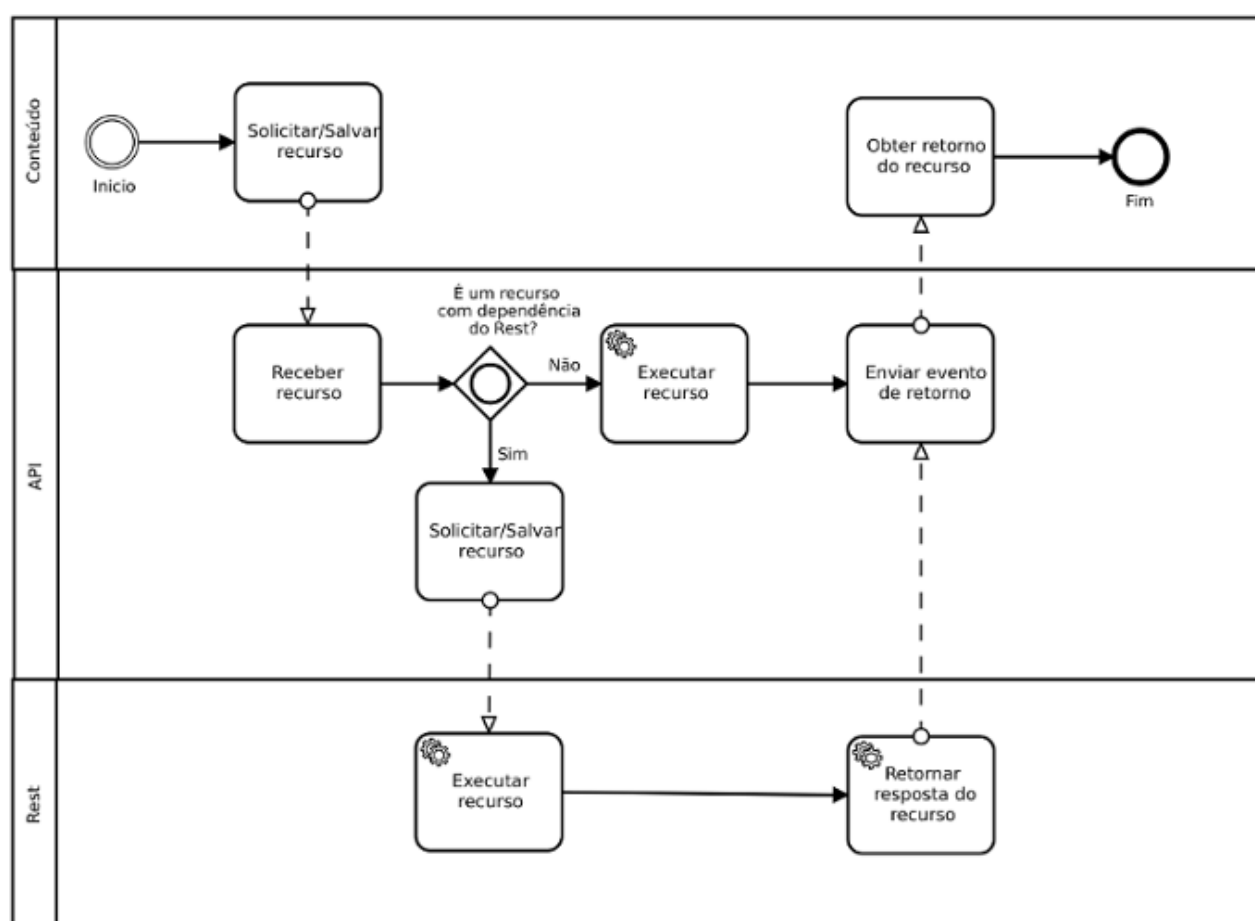 Conteúdo
Inicio
Solicitar/Salvar
recurso
Obter retorno
do recurso
Fim
API
Receber
recurso
É um recurso
com dependência
do Rest?
Não
Sim
Executar
recurso
Enviar evento
de retorno
Solicitar/Salvar
recurso
Rest
Executar
recurso
Retornar
resposta do
recurso